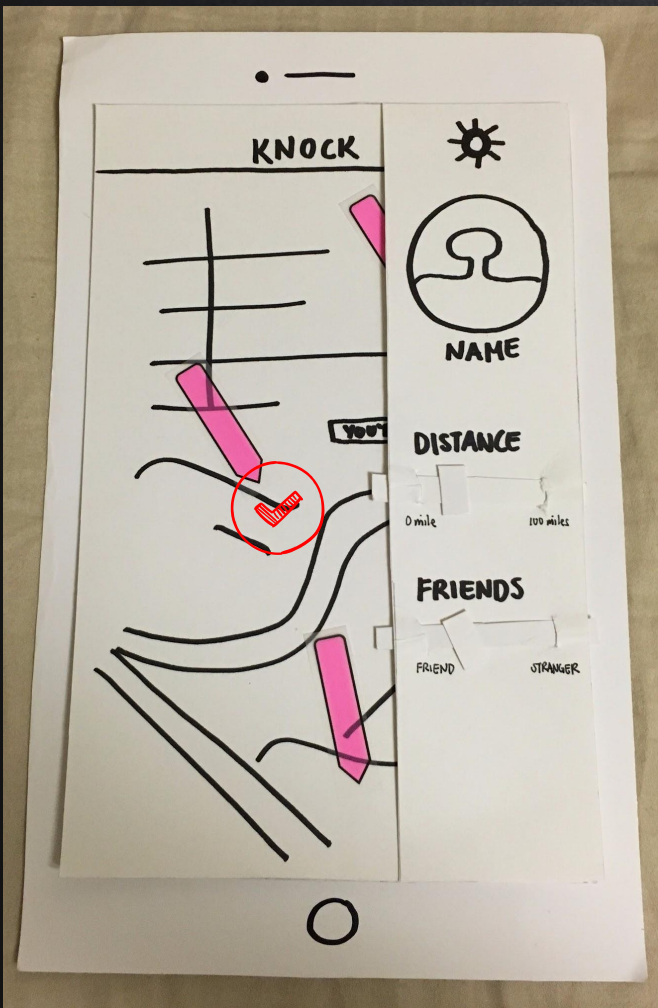 KNOCK
NAME
DISTANCE
0 mile
100 miles
FRIENDS
FRIEND
STRANGER